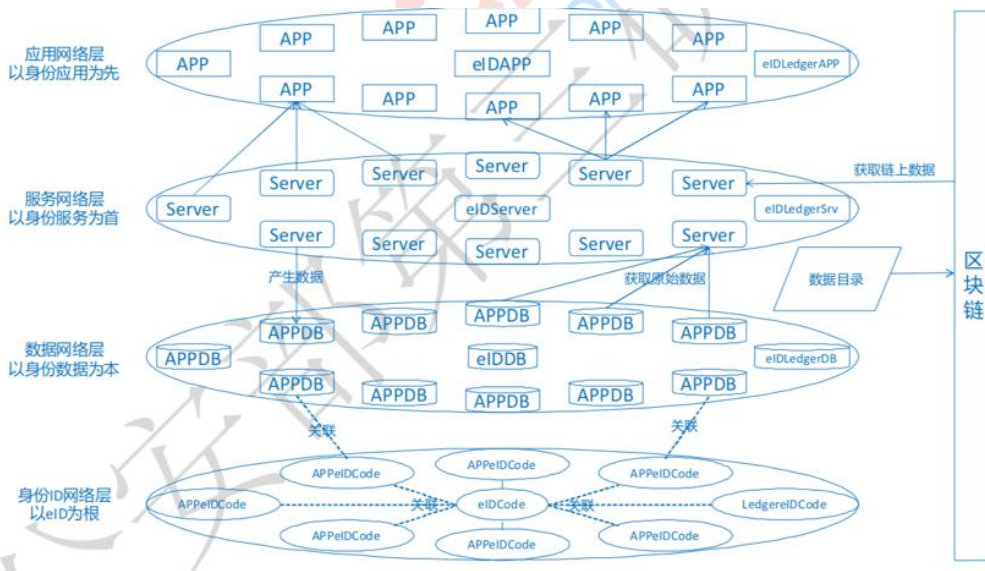 APP
APP
APP
APP
APP
应用网络层
以身份应用为先
APP
eIDAPP
eIDLedgerAPP
APP
APP
APP
APP
APP
Server
Server
Server
Server
Server
获取链上数据
服务网络层
以身份服务为首
Server
eIDServer
eIDLedgerSrv
Server
Server
Server
Server
Server
产生数据
获取原始数据
数据目录
区块链
APPDB
APPDB
APPDB
APPDB
APPDB
数据网络层
以身份数据为本
APPDB
eIDDB
eIDLedgerDB
APPDB
APPDB
APPDB
APPDB
APPDB
关联
关联
APPeIDCode
APPeIDCode
APPeIDCode
身份ID网络层
以eID为根
APPeIDCode
关联
eIDCode
关联
LedgereIDCode
APPeIDCode
APPeIDCode
APPeIDCode